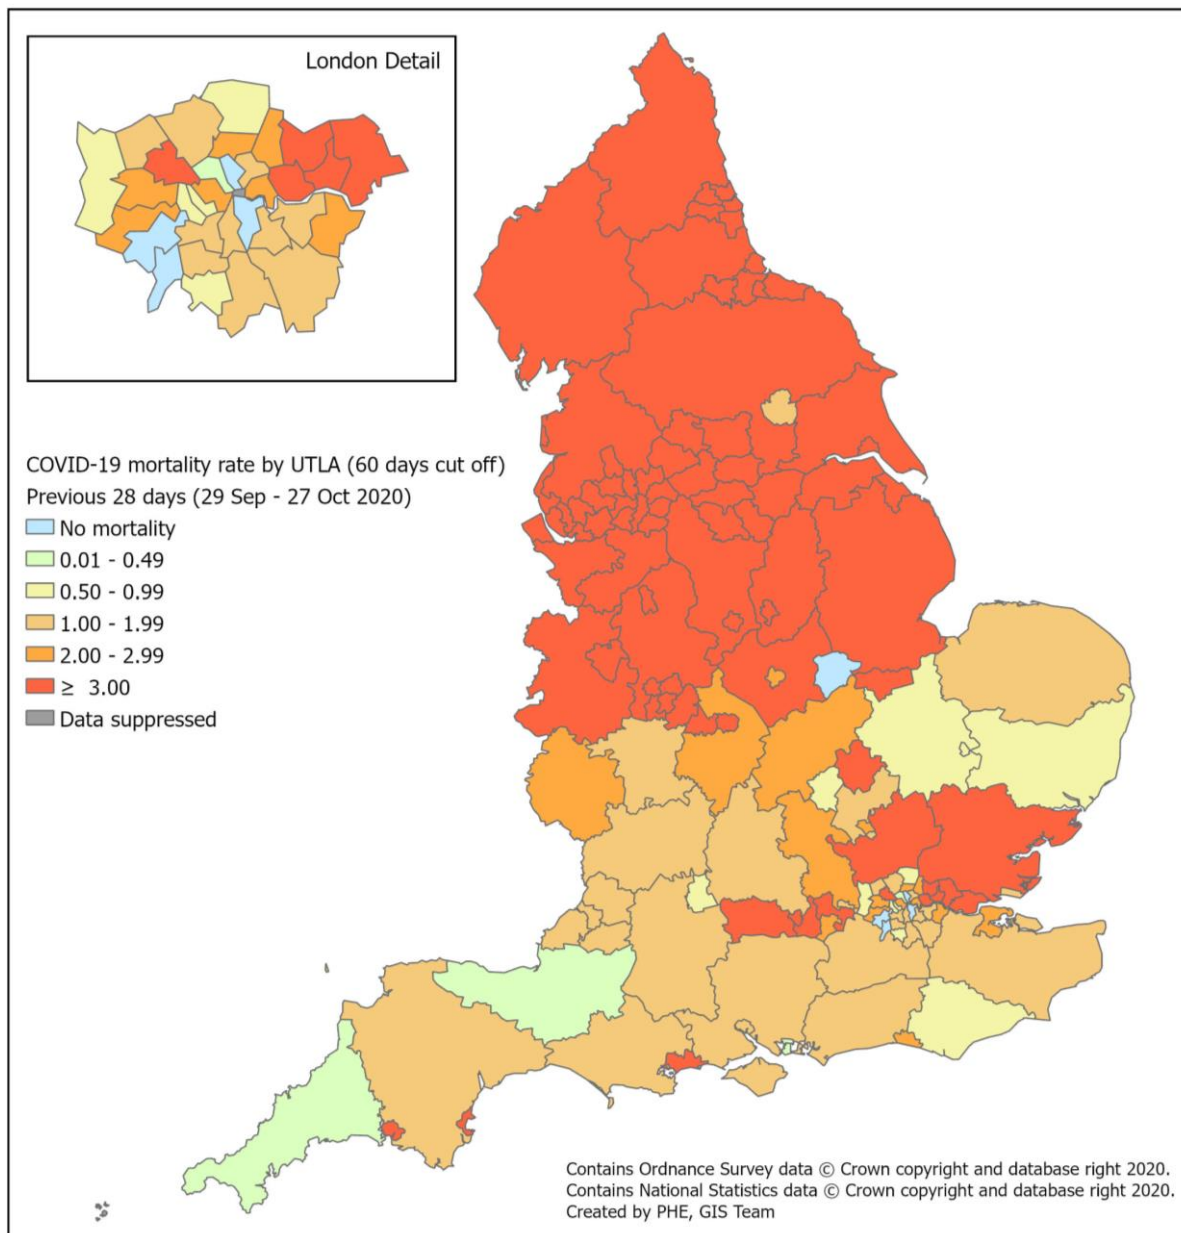 London Detail
COVID-19 mortality rate by UTLA (60 days cut off)
Previous 28 days (29 Sep - 27 Oct 2020)
No mortality
0.01 - 0.49
0.50 - 0.99
1.00 - 1.99
2.00 - 2.99
≥ 3.00
Data suppressed
Contains Ordnance Survey data © Crown copyright and database right 2020.
Contains National Statistics data © Crown copyright and database right 2020.
Created by PHE, GIS Team